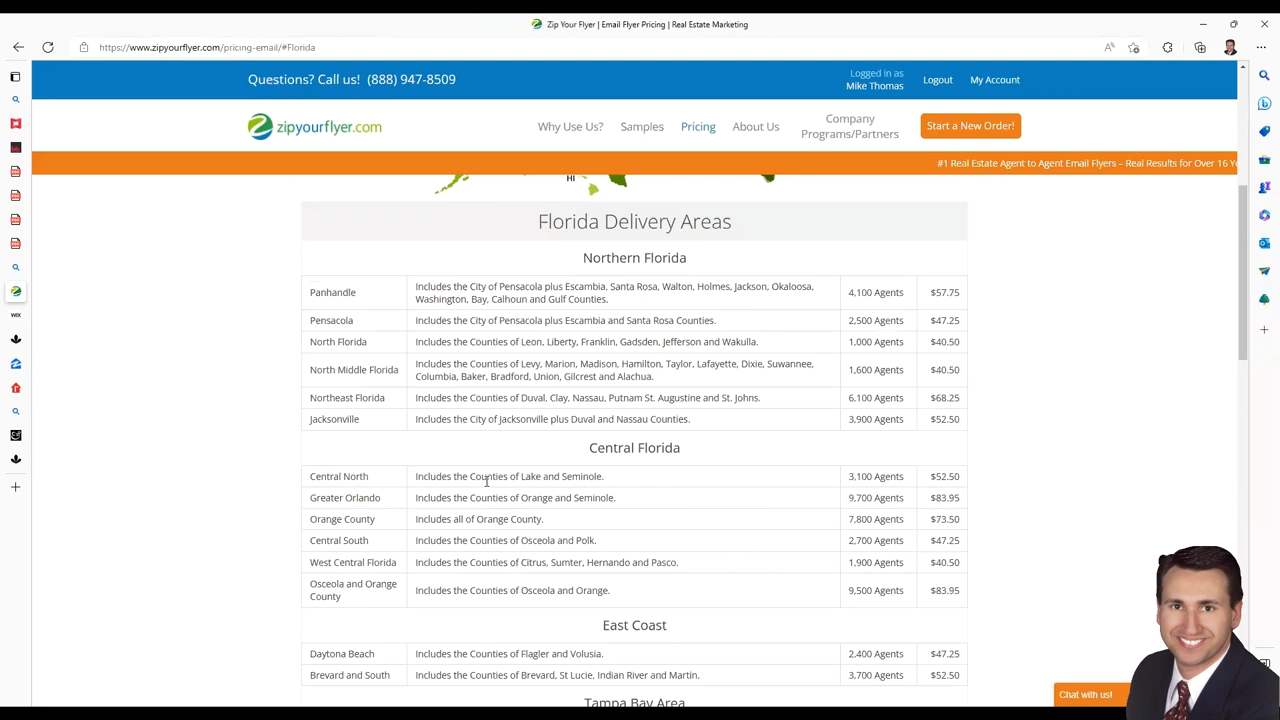 Zip Your Flyer | Email Flyer Pricing | Real Estate Marketing
https://www.zipyourflyer.com/pricing-email/#Florida
Questions? Call us! (888) 947-8509
Logged in as
Mike Thomas
Logout
My Account
zipyourflyer.com
Why Use Us?
Samples
Pricing
About Us
Company
Programs/Partners
Start a New Order!
#1 Real Estate Agent to Agent Email Flyers – Real Results for Over 16 Ye
HI
Florida Delivery Areas
Northern Florida
Panhandle
Includes the City of Pensacola plus Escambia, Santa Rosa, Walton, Holmes, Jackson, Okaloosa,
Washington, Bay, Calhoun and Gulf Counties.
4,100 Agents
$57.75
Pensacola
Includes the City of Pensacola plus Escambia and Santa Rosa Counties.
2,500 Agents
$47.25
North Florida
Includes the Counties of Leon, Liberty, Franklin, Gadsden, Jefferson and Wakulla.
1,000 Agents
$40.50
North Middle Florida
Includes the Counties of Levy, Marion, Madison, Hamilton, Taylor, Lafayette, Dixie, Suwannee,
Columbia, Baker, Bradford, Union, Gilcrest and Alachua.
1,600 Agents
$40.50
Northeast Florida
Includes the Counties of Duval, Clay, Nassau, Putnam St. Augustine and St. Johns.
6,100 Agents
$68.25
Jacksonville
Includes the City of Jacksonville plus Duval and Nassau Counties.
3,900 Agents
$52.50
Central Florida
Central North
Includes the Counties of Lake and Seminole.
3,100 Agents
$52.50
Greater Orlando
Includes the Counties of Orange and Seminole.
9,700 Agents
$83.95
Orange County
Includes all of Orange County.
7,800 Agents
$73.50
Central South
Includes the Counties of Osceola and Polk.
2,700 Agents
$47.25
West Central Florida
Includes the Counties of Citrus, Sumter, Hernando and Pasco.
1,900 Agents
$40.50
Osceola and Orange
County
Includes the Counties of Osceola and Orange.
9,500 Agents
$83.95
East Coast
Daytona Beach
Includes the Counties of Flagler and Volusia.
2,400 Agents
$47.25
Brevard and South
Includes the Counties of Brevard, St Lucie, Indian River and Martin.
3,700 Agents
$52.50
Tampa Bay Area
Chat with us!
WIX